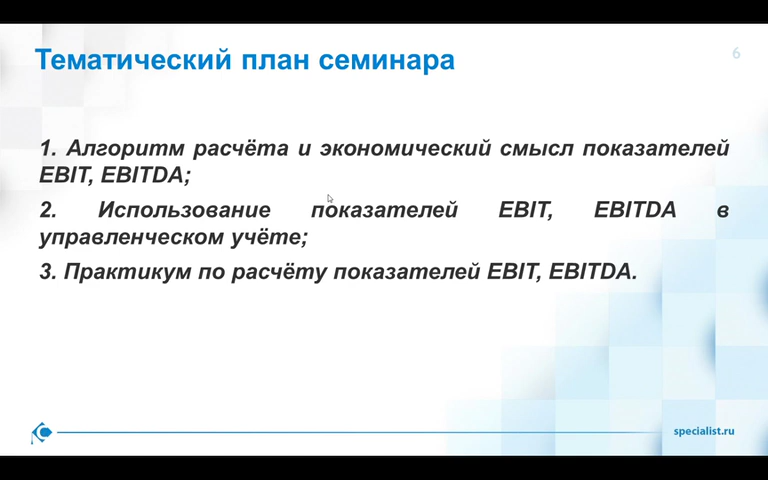 Тематический план семинара
6
1. Алгоритм расчёта и экономический смысл показателей
EBIT, EBITDA;
2. Использование показателей EBIT, EBITDA в
управленческом учёте;
3. Практикум по расчёту показателей EBIT, EBITDA.
specialist.ru